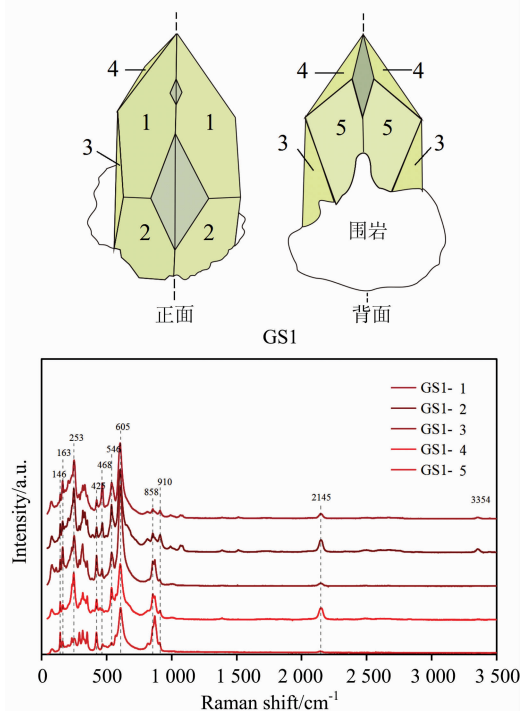 4 4 4
1 1 5 5
3 3 3
2 2 围岩
正面 背面
GS1
Intensity/a.u.
GS1- 1
GS1- 2
GS1- 3
GS1- 4
GS1- 5
146 163 253 425 468 546 605 858 910 2145 3354
0 500 1 000 1 500 2 000 2 500 3 000 3 500
Raman shift/cm⁻¹